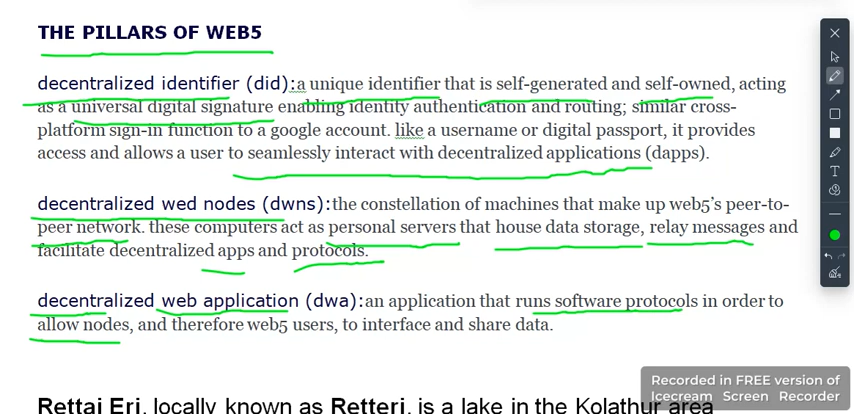 THE PILLARS OF WEB5
decentralized identifier (did):a unique identifier that is self-generated and self-owned, acting
as a universal digital signature enabling identity authentication and routing; similar cross-
platform sign-in function to a google account. like a username or digital passport, it provides
access and allows a user to seamlessly interact with decentralized applications (dapps).
decentralized wed nodes (dwns):the constellation of machines that make up web5's peer-to-
peer network. these computers act as personal servers that house data storage, relay messages and
facilitate decentralized apps and protocols.
decentralized web application (dwa):an application that runs software protocols in order to
allow nodes, and therefore web5 users, to interface and share data.
Recorded in FREE version of
Icecream Screen Recorder
Rettai Eri, locally known as Retteri, is a lake in the Kolathur area